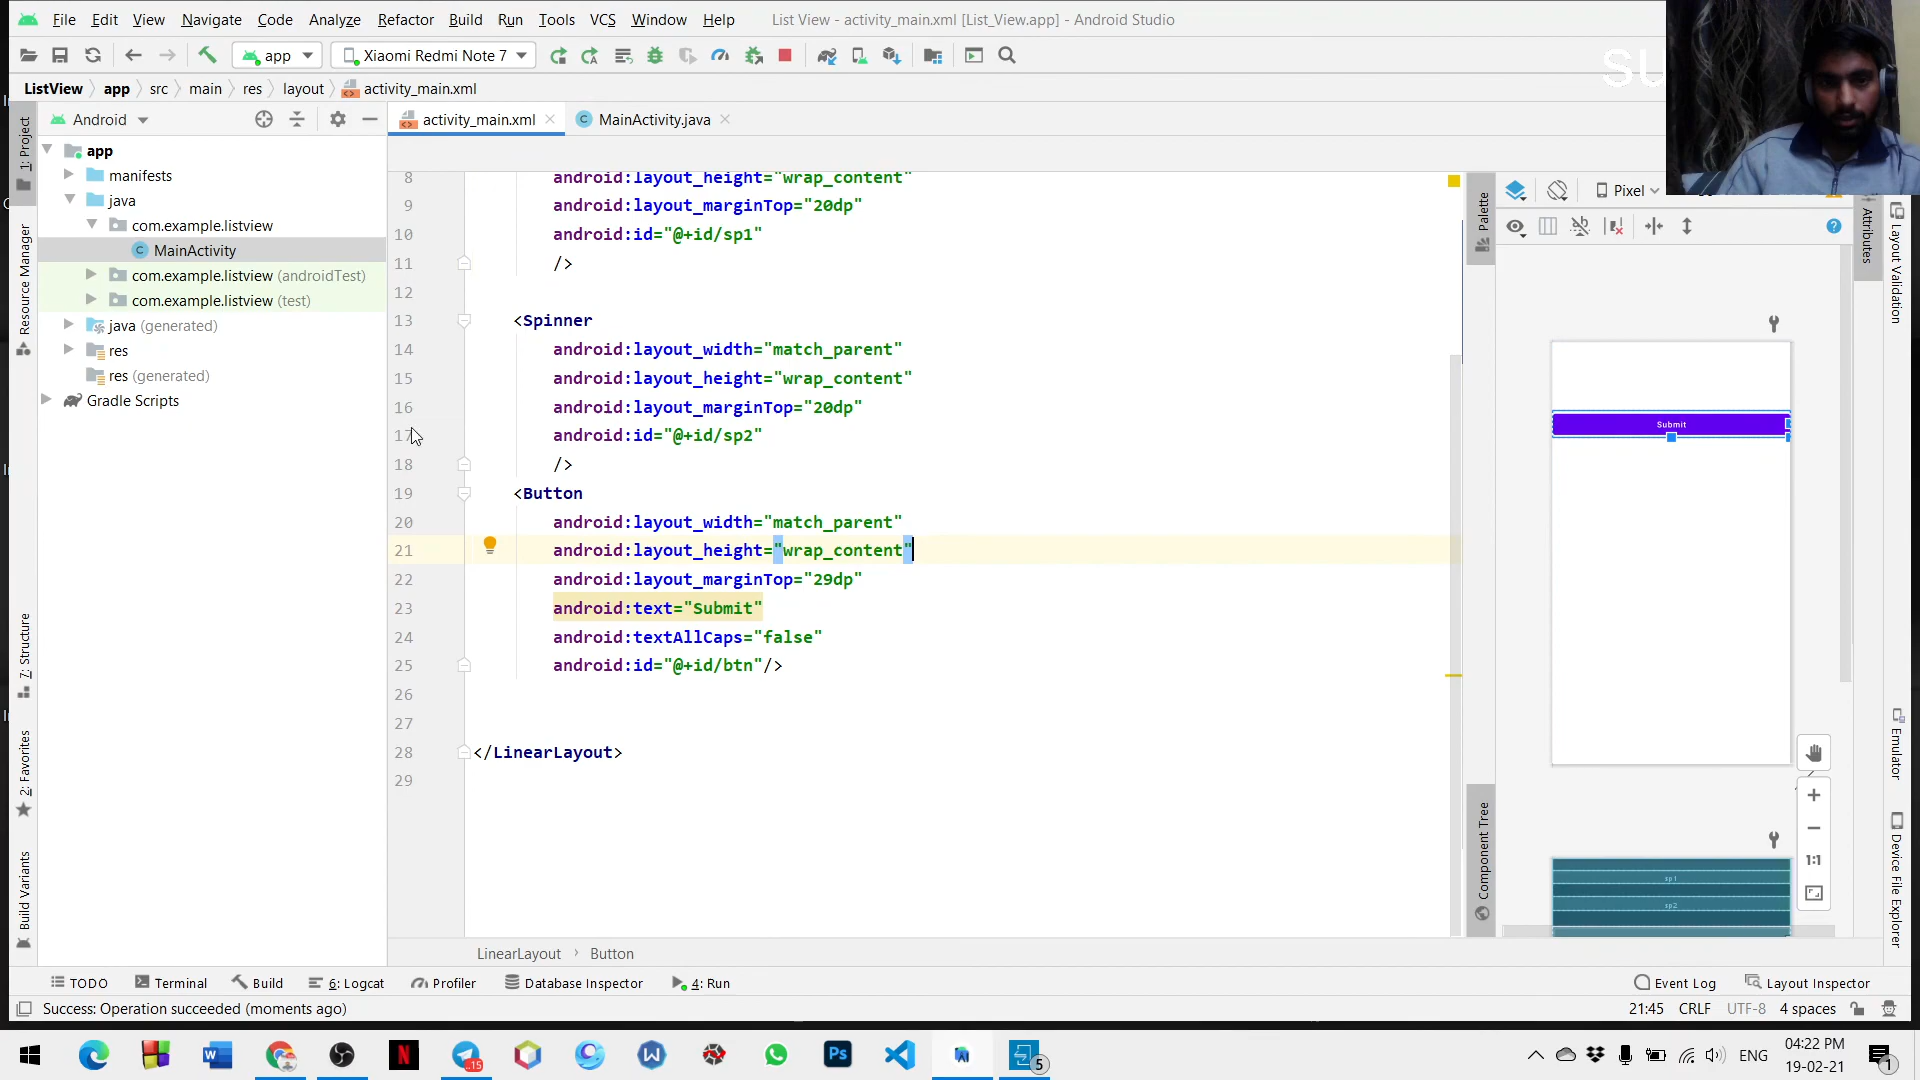 File Edit View Navigate Code Analyze Refactor Build Run Tools VCS Window Help List View - activity_main.xml [List_View.app] - Android Studio
app Xiaomi Redmi Note 7
SU
ListView app src main res layout activity_main.xml
Android
activity_main.xml MainActivity.java
1: Project
Resource Manager
7: Structure
2: Favorites
Build Variants
app
manifests
java
com.example.listview
MainActivity
com.example.listview (androidTest)
com.example.listview (test)
java (generated)
res
res (generated)
Gradle Scripts
8 android:layout_height="wrap_content"
9 android:layout_marginTop="20dp"
10 android:id="@+id/sp1"
11 />
12
13 <Spinner
14 android:layout_width="match_parent"
15 android:layout_height="wrap_content"
16 android:layout_marginTop="20dp"
17 android:id="@+id/sp2"
18 />
19 <Button
20 android:layout_width="match_parent"
21 android:layout_height="wrap_content"
22 android:layout_marginTop="29dp"
23 android:text="Submit"
24 android:textAllCaps="false"
25 android:id="@+id/btn"/>
26
27
28 </LinearLayout>
29
Palette
Component Tree
Pixel
Submit
1:1
sp1
sp2
Attributes
Layout Validation
Emulator
Device File Explorer
LinearLayout Button
TODO Terminal Build 6: Logcat Profiler Database Inspector 4: Run Event Log Layout Inspector
Success: Operation succeeded (moments ago) 21:45 CRLF UTF-8 4 spaces
15
5
ENG
04:22 PM
19-02-21
1